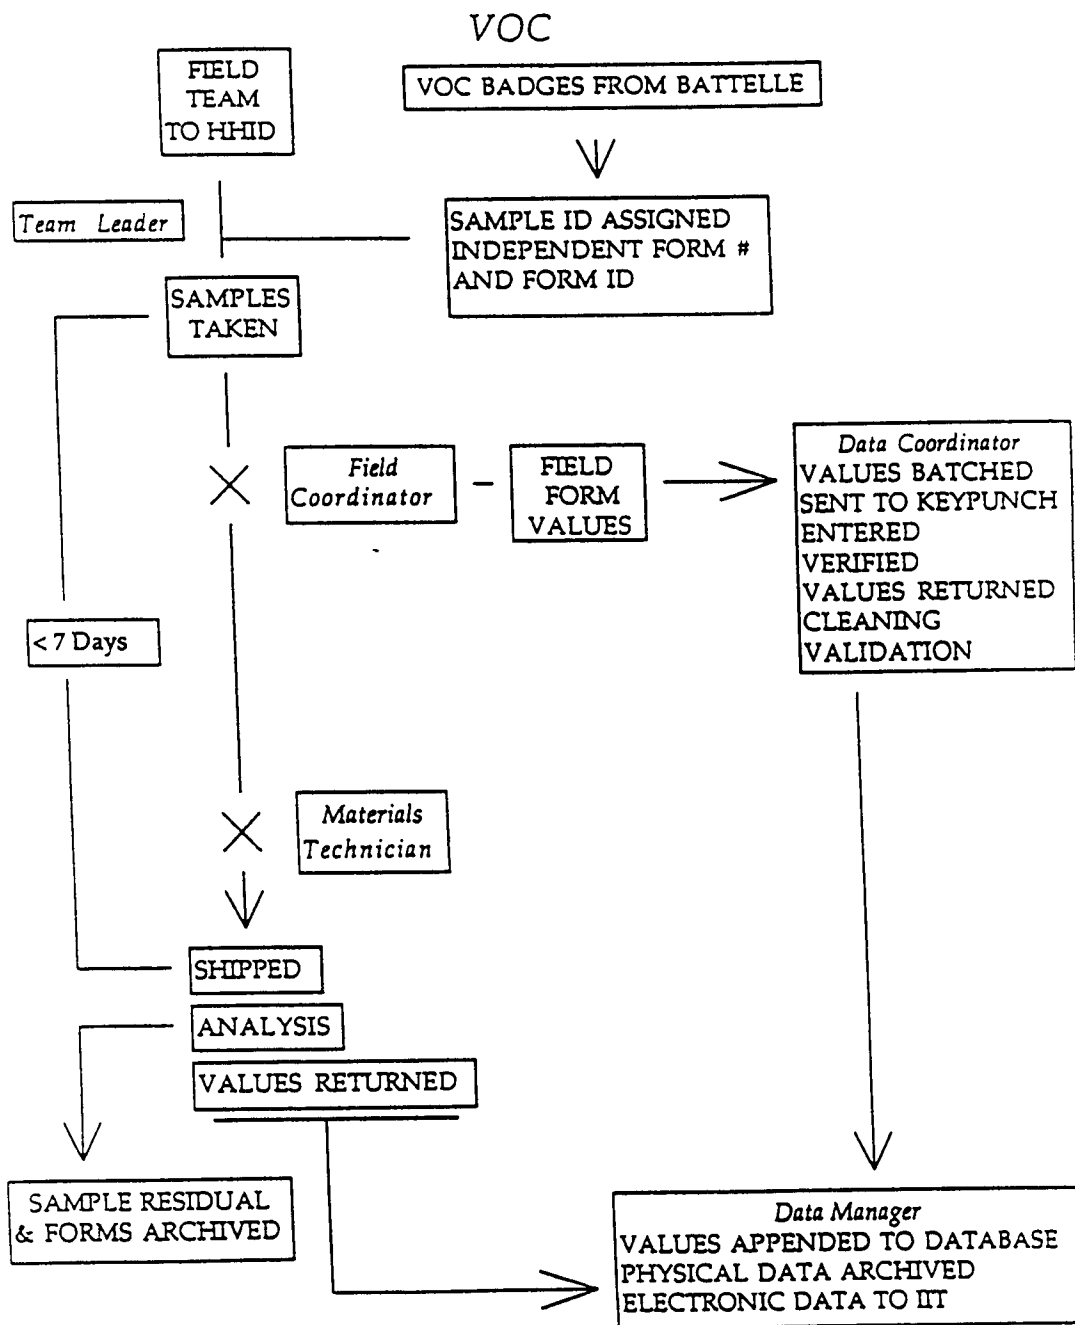 VOC
FIELD
TEAM
TO HHID
VOC BADGES FROM BATTELLE
Team Leader
SAMPLE ID ASSIGNED
INDEPENDENT FORM #
AND FORM ID
SAMPLES
TAKEN
Field
Coordinator
FIELD
FORM
VALUES
Data Coordinator
VALUES BATCHED
SENT TO KEYPUNCH
ENTERED
VERIFIED
VALUES RETURNED
CLEANING
VALIDATION
< 7 Days
Materials
Technician
SHIPPED
ANALYSIS
VALUES RETURNED
SAMPLE RESIDUAL
& FORMS ARCHIVED
Data Manager
VALUES APPENDED TO DATABASE
PHYSICAL DATA ARCHIVED
ELECTRONIC DATA TO IIT